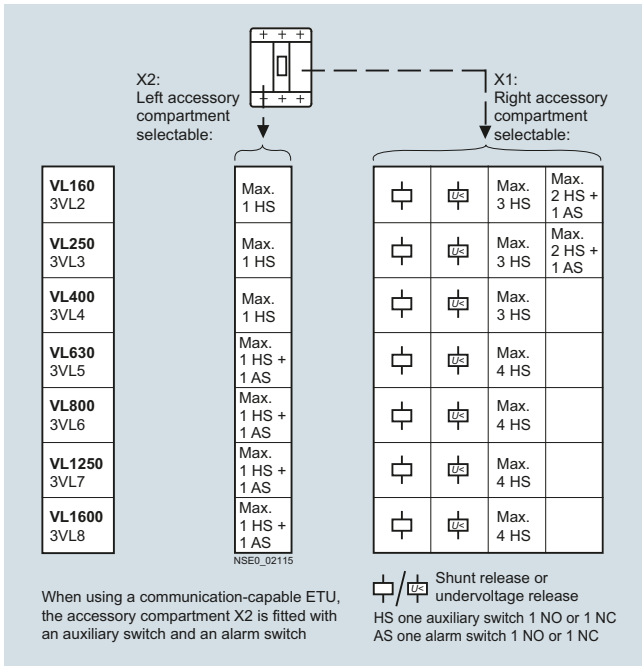 X2:
Left accessory
compartment
selectable:
X1:
Right accessory
compartment
selectable:
VL160
3VL2
Max.
1 HS
U<
Max.
3 HS
Max.
2 HS +
1 AS
VL250
3VL3
Max.
1 HS
U<
Max.
3 HS
Max.
2 HS +
1 AS
VL400
3VL4
Max.
1 HS
U<
Max.
3 HS
VL630
3VL5
Max.
1 HS +
1 AS
U<
Max.
4 HS
VL800
3VL6
Max.
1 HS +
1 AS
U<
Max.
4 HS
VL1250
3VL7
Max.
1 HS +
1 AS
U<
Max.
4 HS
VL1600
3VL8
Max.
1 HS +
1 AS
U<
Max.
4 HS
NSE0_02115
When using a communication-capable ETU,
the accessory compartment X2 is fitted with
an auxiliary switch and an alarm switch
/ U< Shunt release or
undervoltage release
HS one auxiliary switch 1 NO or 1 NC
AS one alarm switch 1 NO or 1 NC